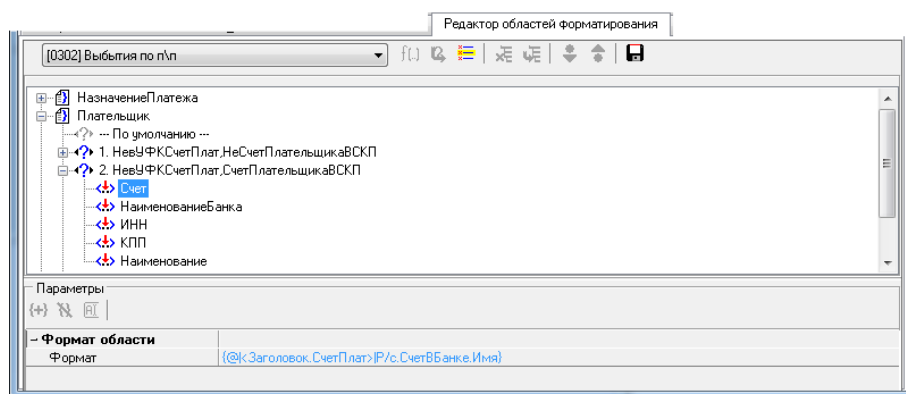 Редактор областей форматирования
[0302] Выбытия по п\п
НазначениеПлатежа
Плательщик
--- По умолчанию ---
1. НевУФКСчетПлат,НеСчетПлательщикаВСКП
2. НевУФКСчетПлат,СчетПлательщикаВСКП
Счет
НаименованиеБанка
ИНН
КПП
Наименование
Параметры
Формат области
Формат {@|<Заголовок.СчетПлат>|Р/с.СчетВБанке.Имя}